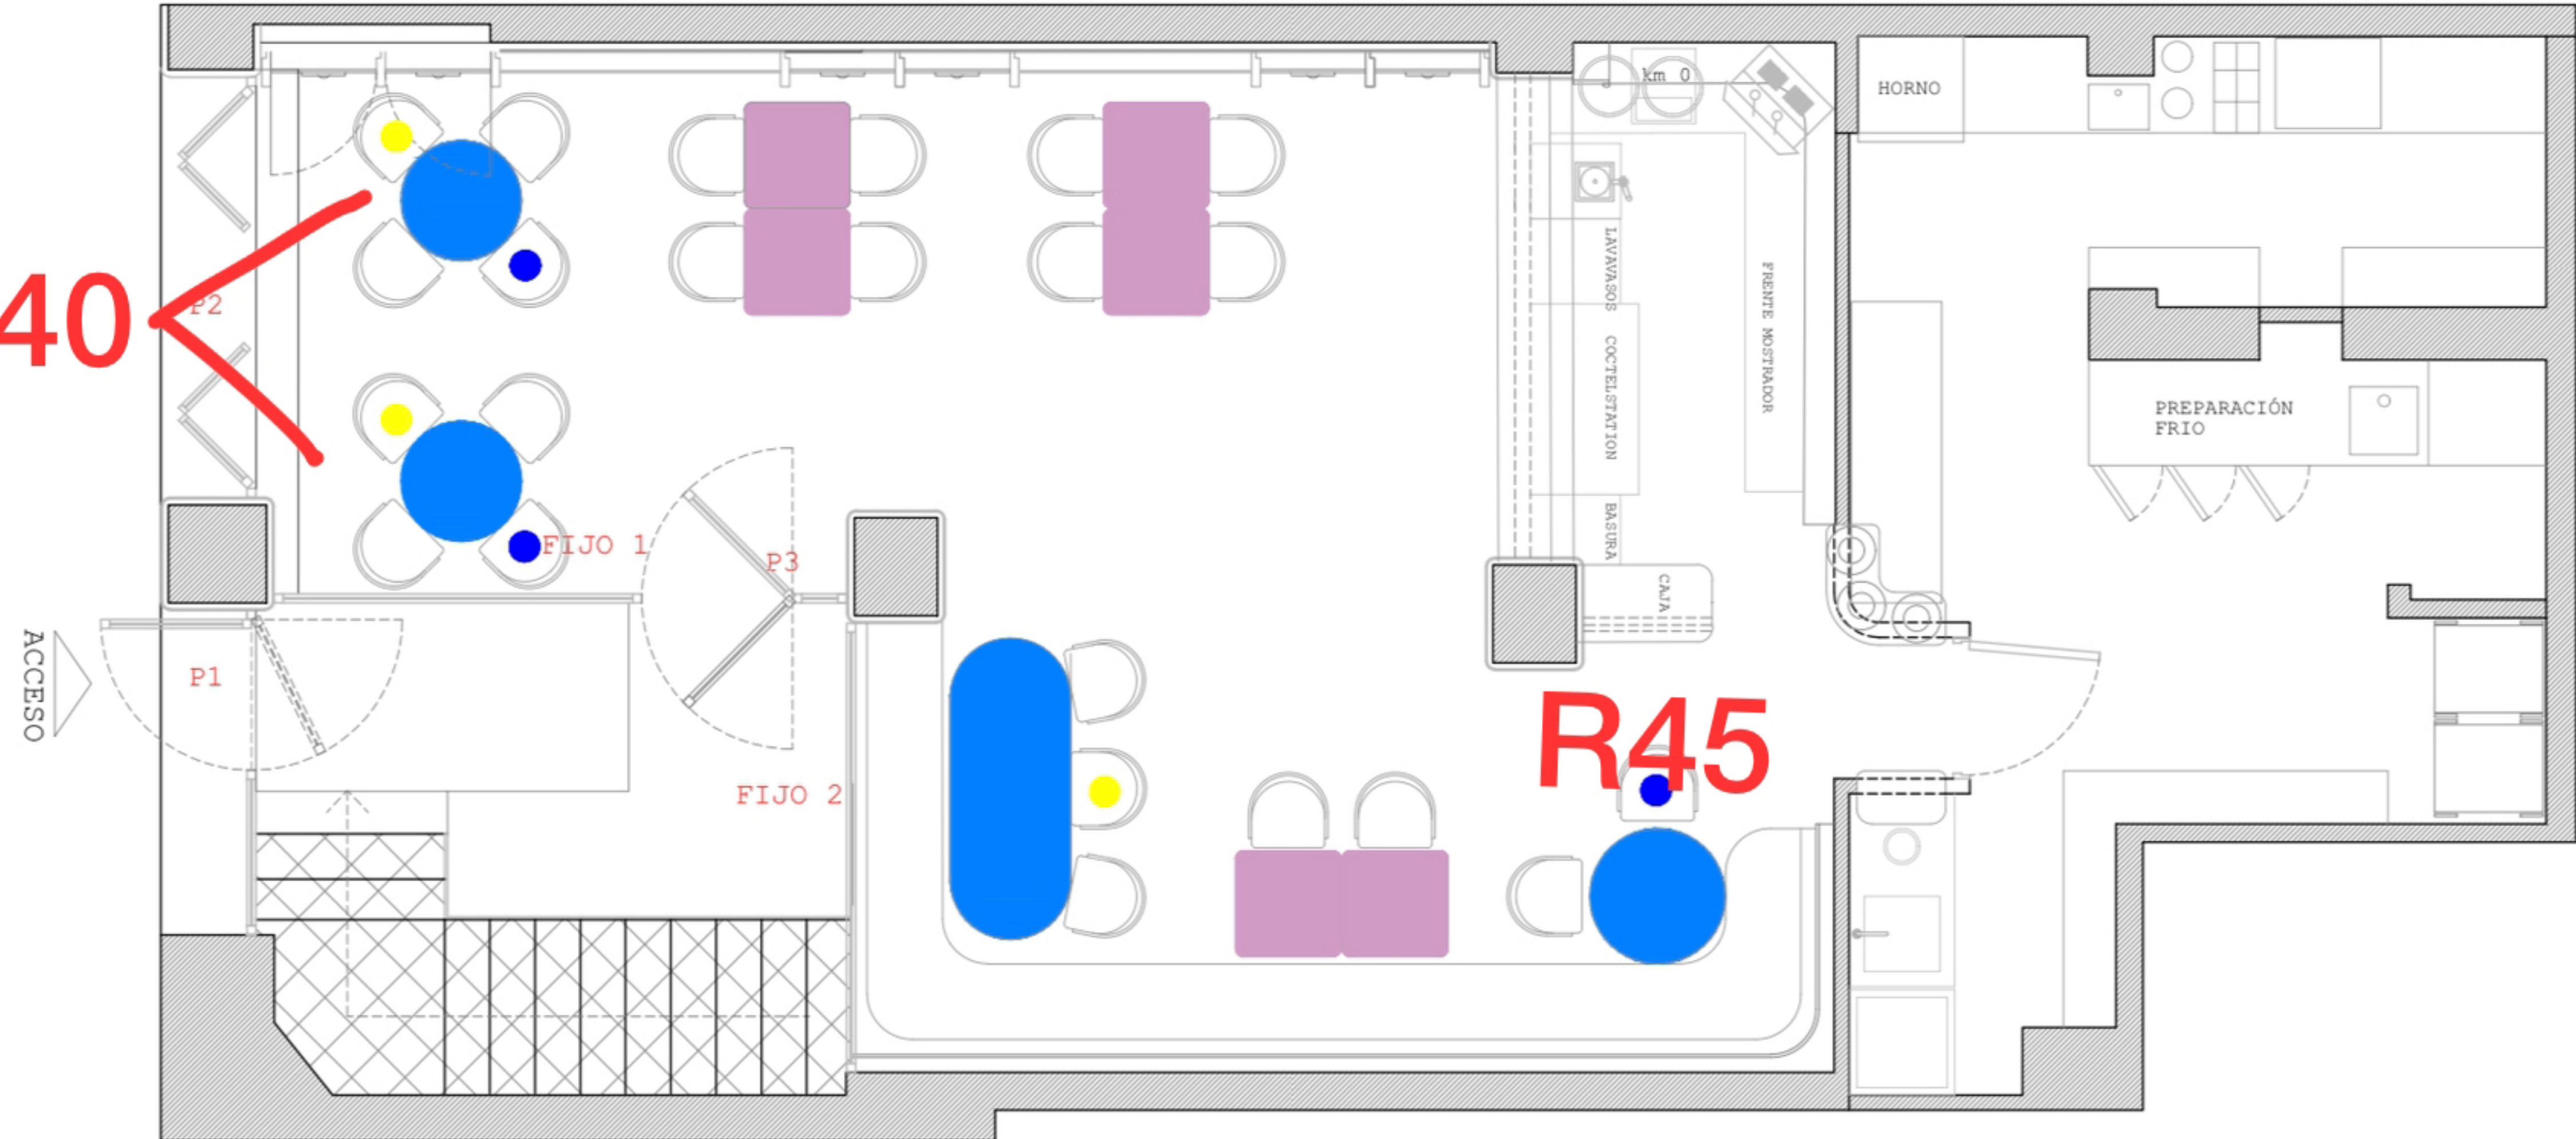 km 0
HORNO
40
P2
LAVAVASOS
COCTELSTATION
BASURA
FRENTE MOSTRADOR
PREPARACIÓN
FRIO
FIJO 1
P3
CAJA
ACCESO
P1
R45
FIJO 2